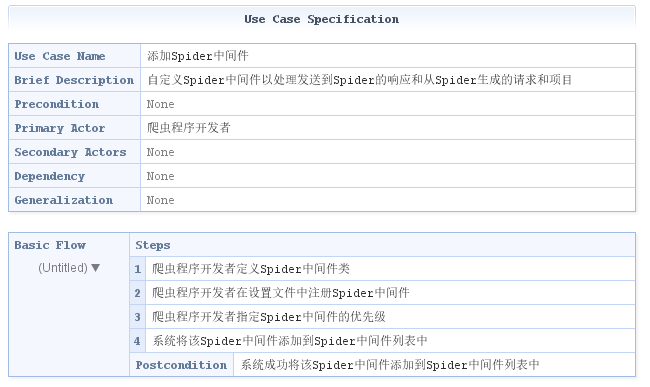 Use Case Specification
Use Case Name 添加Spider中间件
Brief Description 自定义Spider中间件以处理发送到Spider的响应和从Spider生成的请求和项目
Precondition None
Primary Actor 爬虫程序开发者
Secondary Actors None
Dependency None
Generalization None
Basic Flow Steps
(Untitled) ▼
1 爬虫程序开发者定义Spider中间件类
2 爬虫程序开发者在设置文件中注册Spider中间件
3 爬虫程序开发者指定Spider中间件的优先级
4 系统将该Spider中间件添加到Spider中间件列表中
Postcondition 系统成功将该Spider中间件添加到Spider中间件列表中